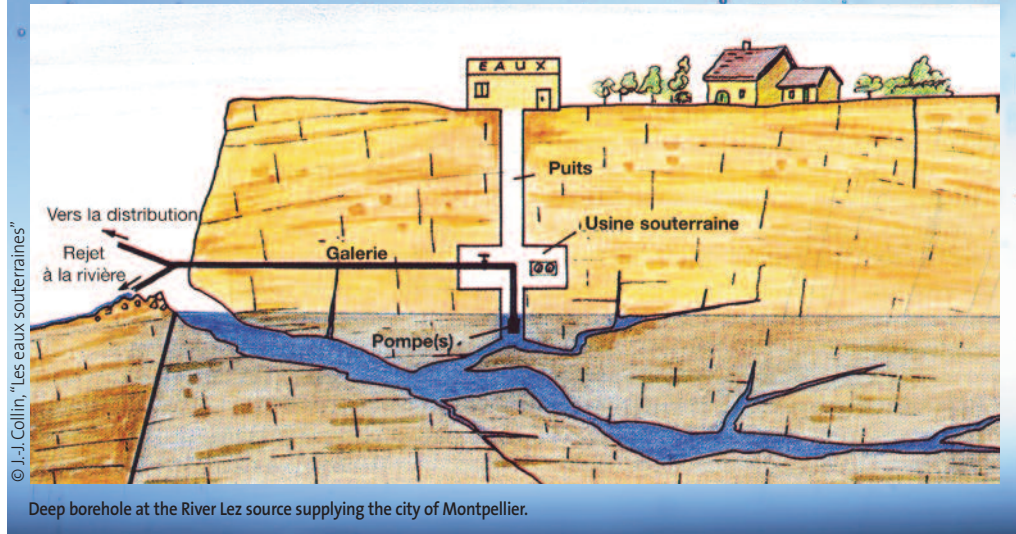 EAUX
Puits
Usine souterraine
Vers la distribution
Galerie
Rejet
à la rivière
Pompe(s)
© J.-J. Collin, "Les eaux souterraines"
Deep borehole at the River Lez source supplying the city of Montpellier.